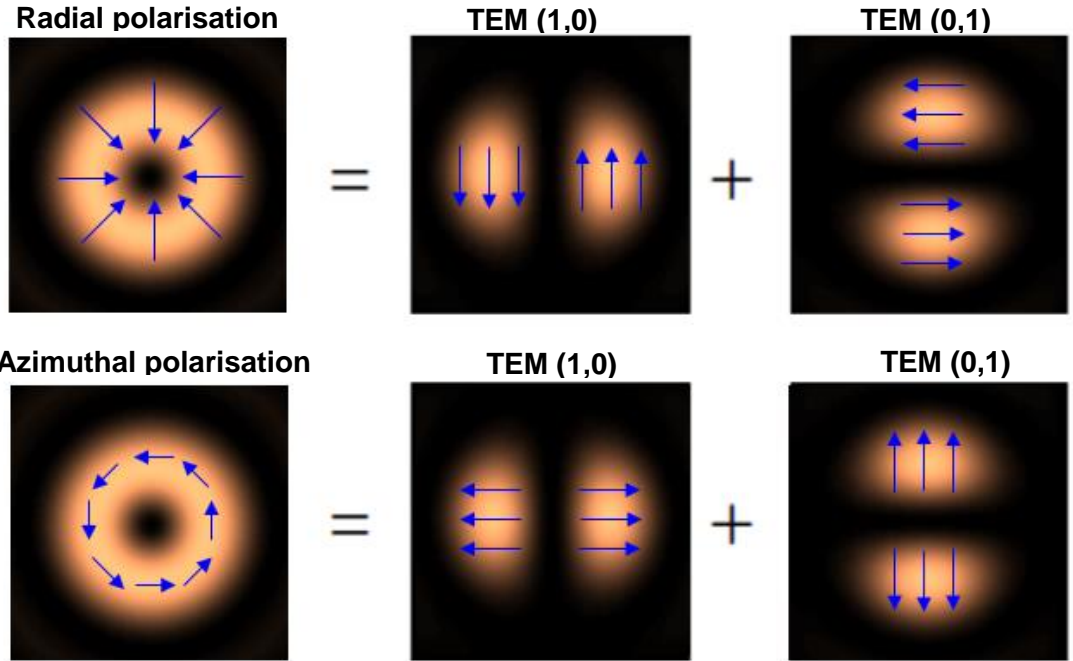 Radial polarisation TEM (1,0) TEM (0,1)
= +
Azimuthal polarisation TEM (1,0) TEM (0,1)
= +